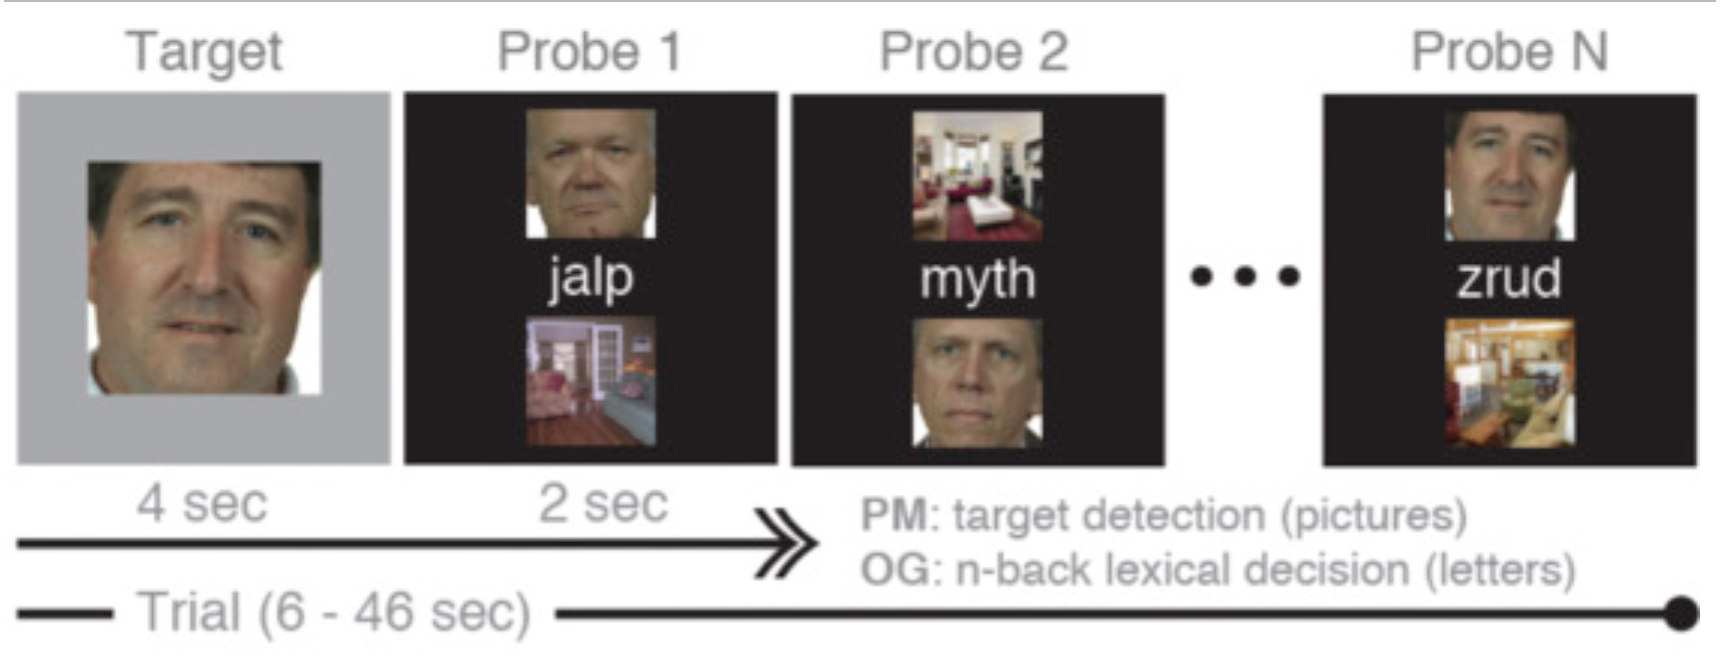 Target
Probe 1
Probe 2
Probe N
jalp
myth
zrud
4 sec
2 sec
PM: target detection (pictures)
OG: n-back lexical decision (letters)
Trial (6 - 46 sec)